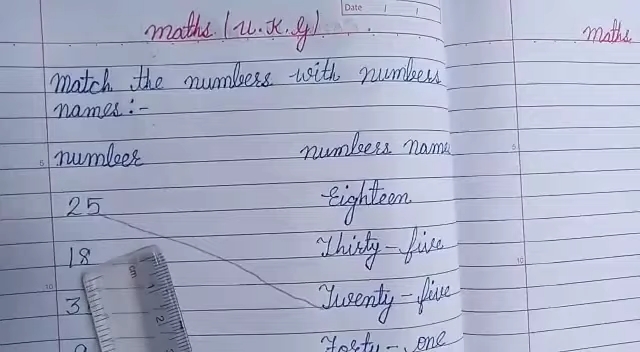 Date
maths (U.K.G)
maths
Match the numbers with numbers
names:-
number numbers name
25 Eighteen
18 Thirty-five
3 Twenty-five
Forty-one